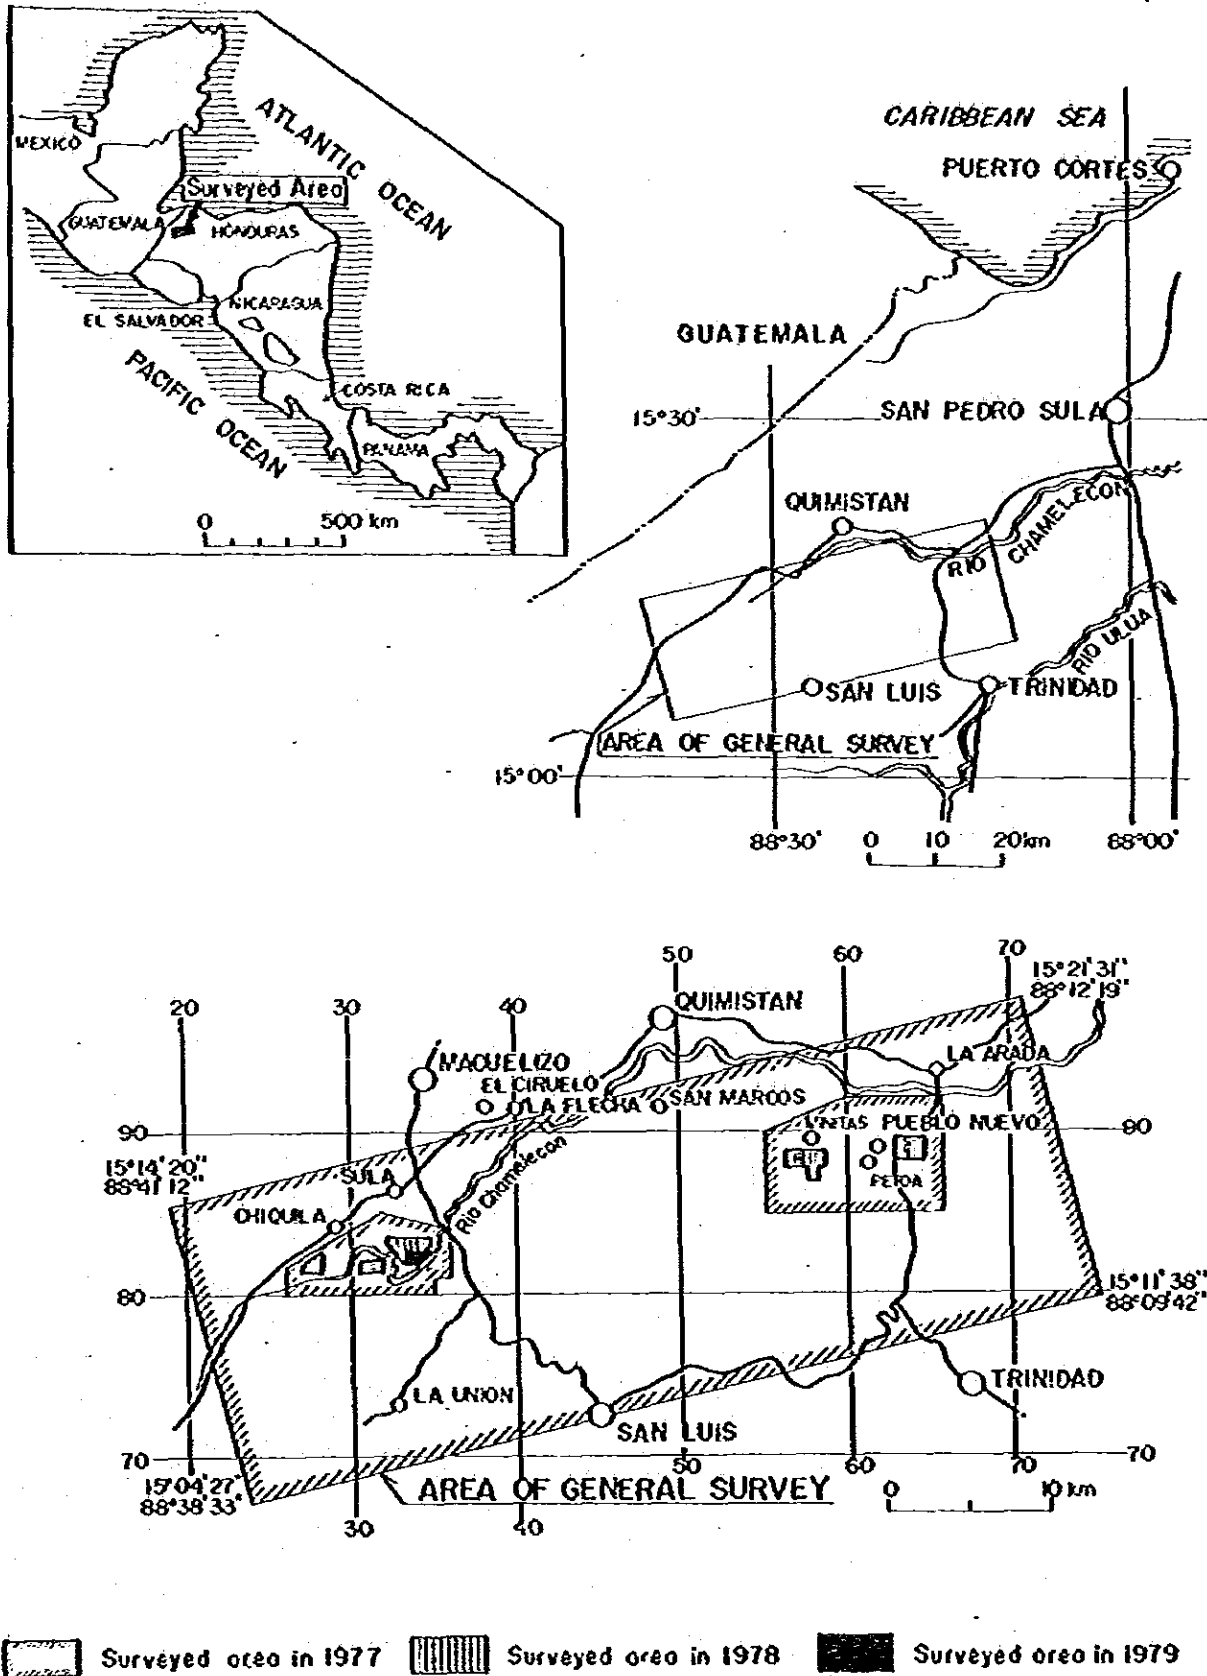 ATLANTIC OCEAN
MEXICO
Surveyed Area
GUATEMALA
HONDURAS
NICARAGUA
EL SALVADOR
PACIFIC OCEAN
COSTA RICA
PANAMA
0 500 km
CARIBBEAN SEA
PUERTO CORTES
GUATEMALA
15°30'
SAN PEDRO SULA
QUIMISTAN
RIO CHAMELECON
RIO ULUA
SAN LUIS
TRINIDAD
AREA OF GENERAL SURVEY
15°00'
88°30'
0 10 20km
88°00'
50 60 70
15°21'31"
88°12'19"
20 30 40
QUIMISTAN
MACUELIZO
LA ARADA
EL CIRUELO
LA FLECHA
SAN MARCOS
PUEBLO NUEVO
90
90
15°14'20"
88°41'12"
SULA
Rio Chamelecon
CHIQUILA
80
15°11'38"
88°09'42"
LA UNION
TRINIDAD
SAN LUIS
70
50 60 70
70
15°04'27"
88°38'33"
AREA OF GENERAL SURVEY
0 10 km
30 40
Surveyed area in 1977
Surveyed area in 1978
Surveyed area in 1979